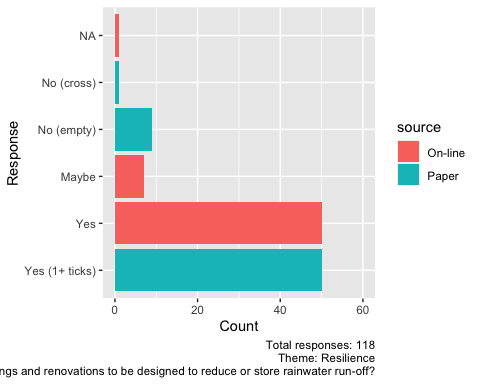 NA
No (cross)
No (empty)
Maybe
Yes
Yes (1+ ticks)
Response
0 20 40 60
Count
source
On-line
Paper
Total responses: 118
Theme: Resilience
ngs and renovations to be designed to reduce or store rainwater run-off?